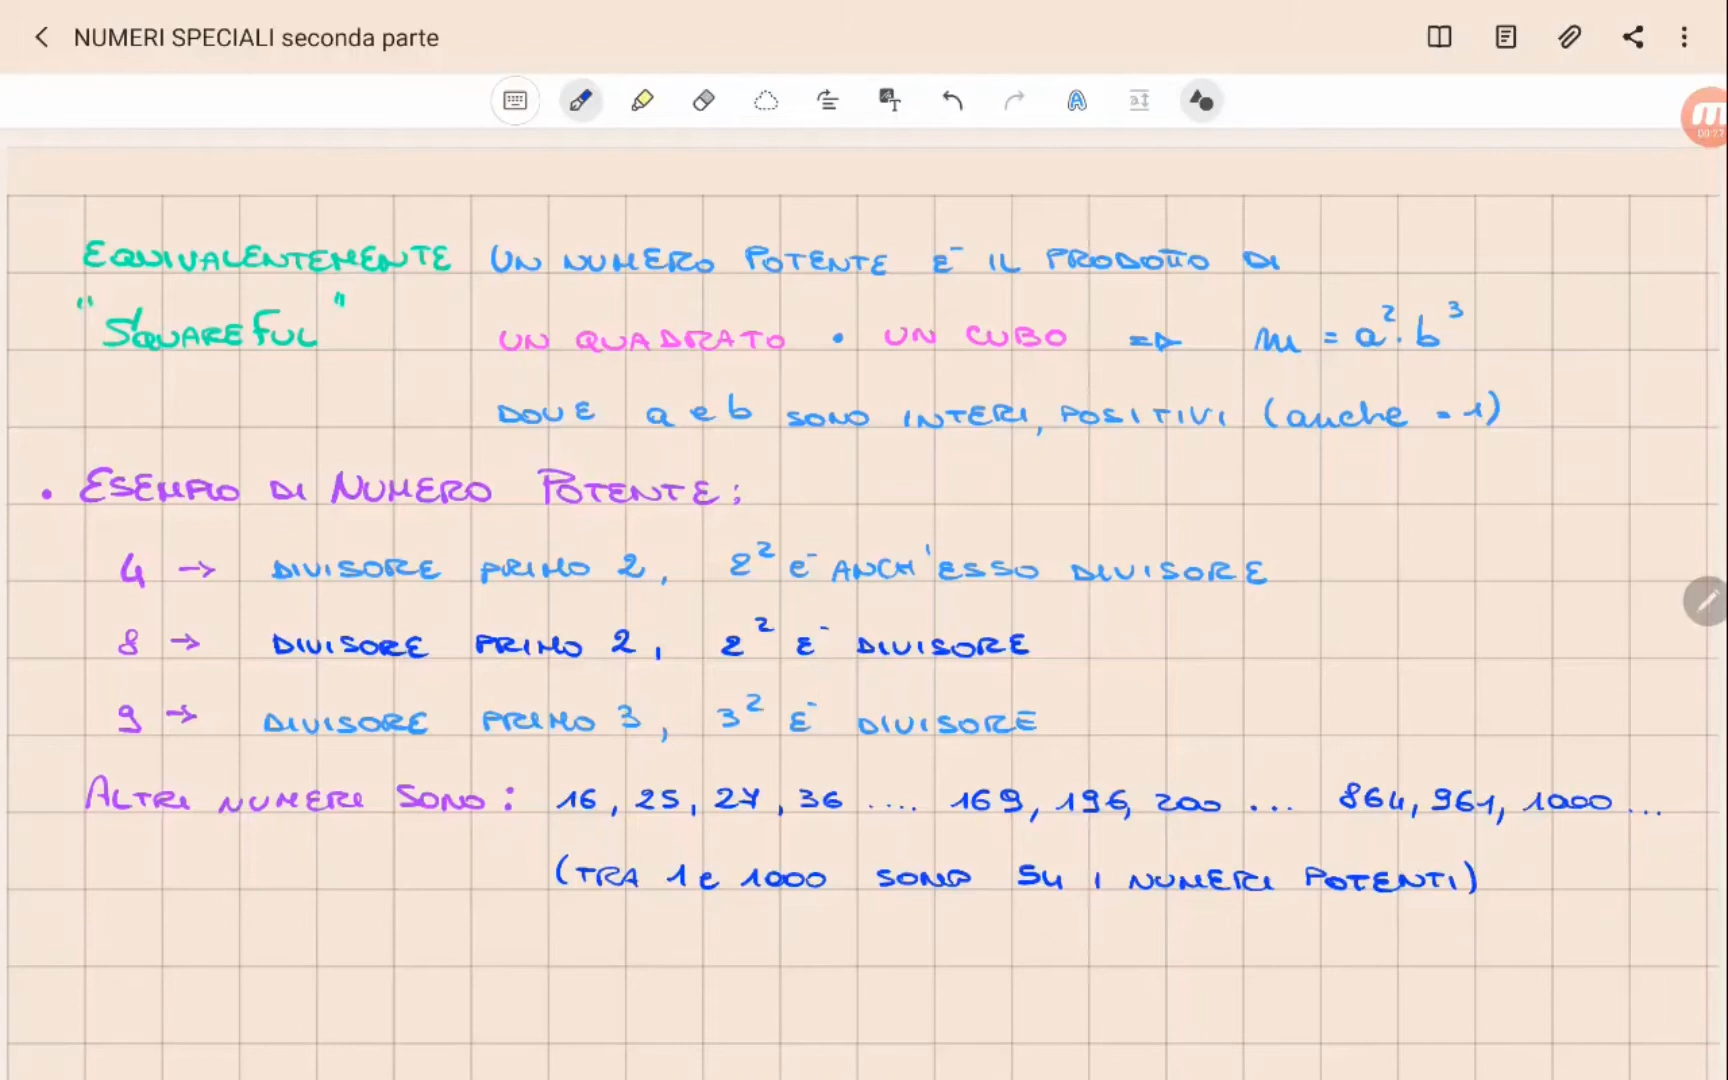 NUMERI SPECIALI seconda parte
00:27
EQUIVALENTEMENTE UN NUMERO POTENTE È IL PRODOTTO DI
"SQUAREFUL" UN QUADRATO · UN CUBO => m = a². b³
DOVE a e b SONO INTERI, POSITIVI (anche = 1)
• ESEMPIO DI NUMERO POTENTE:
4 → DIVISORE PRIMO 2, 2² È ANCH'ESSO DIVISORE
8 → DIVISORE PRIMO 2, 2² È DIVISORE
9 → DIVISORE PRIMO 3, 3² È DIVISORE
ALTRI NUMERI SONO: 16, 25, 27, 36 .... 169, 196, 200 ... 864, 961, 1000 ...
(TRA 1 e 1000 SONO 54 I NUMERI POTENTI)